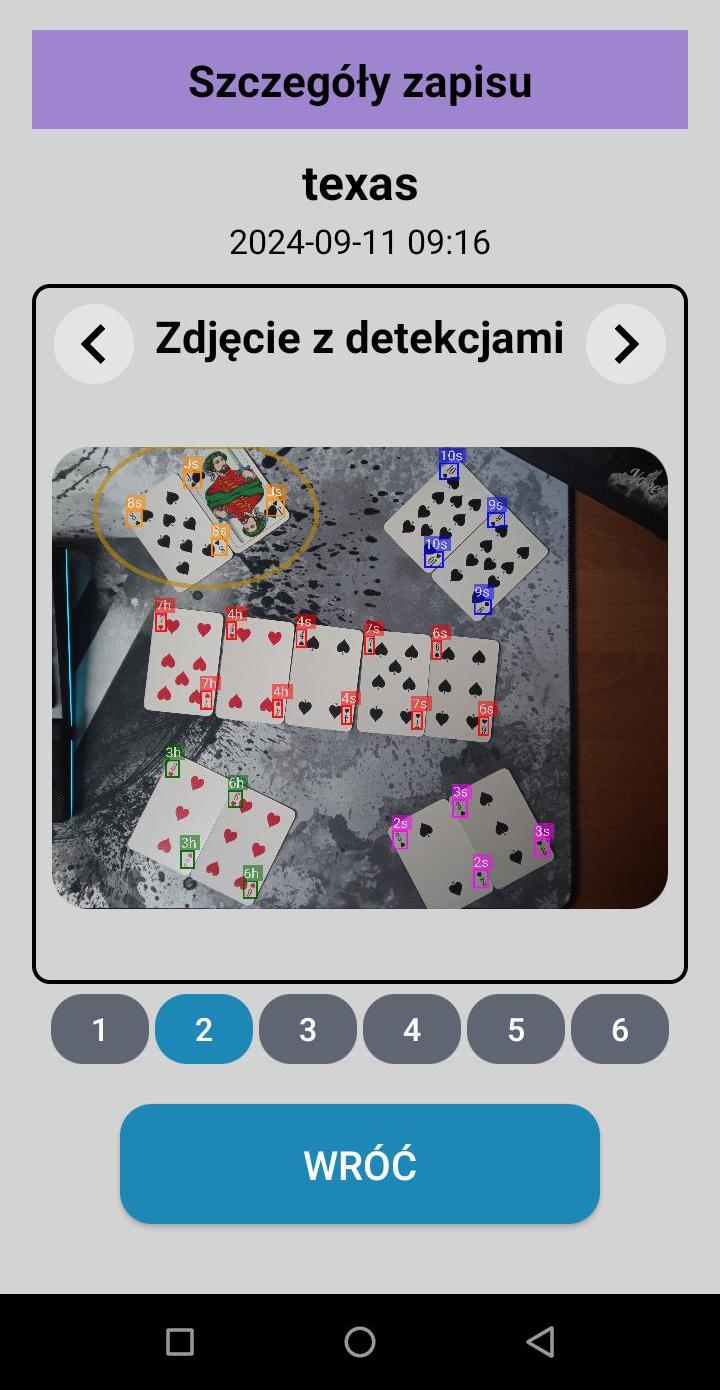 Szczegóły zapisu
texas
2024-09-11 09:16
Zdjęcie z detekcjami
Js
Js
8s
8s
10s
9s
10s
9s
7h
4h
4s
7s
6s
7h
4h
4s
7s
6s
3h
6h
3h
6h
3s
2s
3s
2s
1 2 3 4 5 6
WRÓĆ